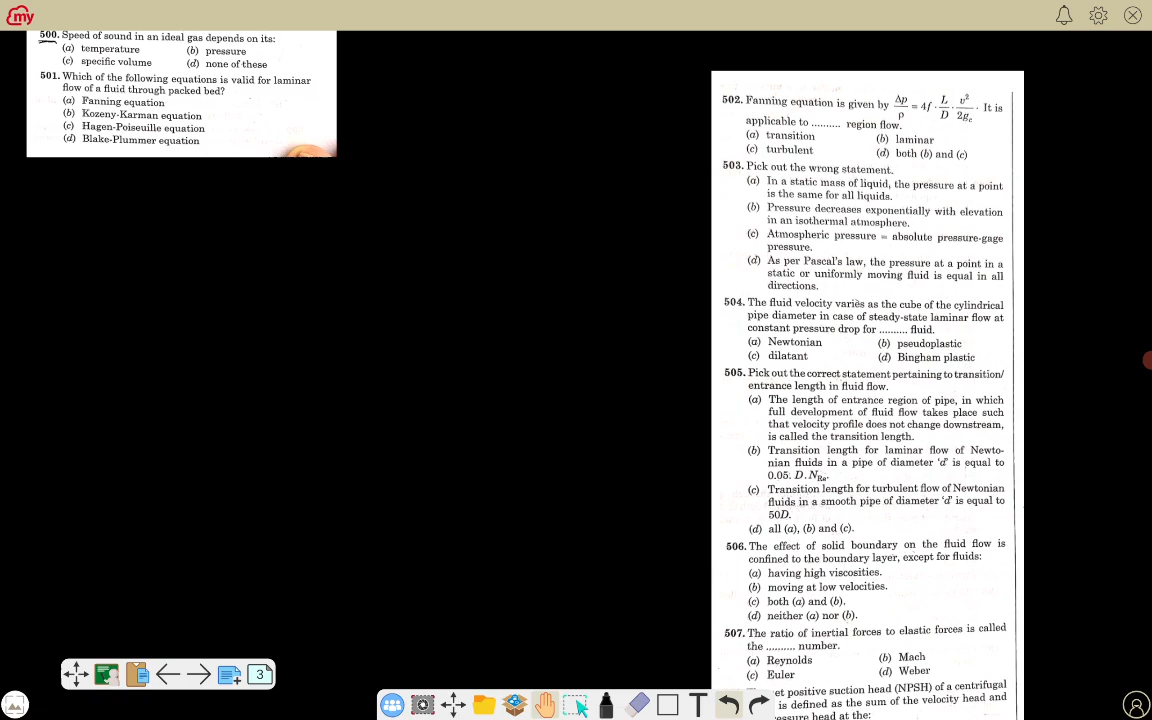 my
500. Speed of sound in an ideal gas depends on its:
(a) temperature (b) pressure
(c) specific volume (d) none of these
501. Which of the following equations is valid for laminar
flow of a fluid through packed bed?
(a) Fanning equation
(b) Kozeny-Karman equation
(c) Hagen-Poiseuille equation
(d) Blake-Plummer equation
502. Fanning equation is given by Δp/ρ = 4f · L/D · v²/2g_c . It is
applicable to .......... region flow.
(a) transition (b) laminar
(c) turbulent (d) both (b) and (c)
503. Pick out the wrong statement.
(a) In a static mass of liquid, the pressure at a point
is the same for all liquids.
(b) Pressure decreases exponentially with elevation
in an isothermal atmosphere.
(c) Atmospheric pressure = absolute pressure-gage
pressure.
(d) As per Pascal's law, the pressure at a point in a
static or uniformly moving fluid is equal in all
directions.
504. The fluid velocity varies as the cube of the cylindrical
pipe diameter in case of steady-state laminar flow at
constant pressure drop for .......... fluid.
(a) Newtonian (b) pseudoplastic
(c) dilatant (d) Bingham plastic
505. Pick out the correct statement pertaining to transition/
entrance length in fluid flow.
(a) The length of entrance region of pipe, in which
full development of fluid flow takes place such
that velocity profile does not change downstream,
is called the transition length.
(b) Transition length for laminar flow of Newto-
nian fluids in a pipe of diameter 'd' is equal to
0.05. D.N_Re.
(c) Transition length for turbulent flow of Newtonian
fluids in a smooth pipe of diameter 'd' is equal to
50D.
(d) all (a), (b) and (c).
506. The effect of solid boundary on the fluid flow is
confined to the boundary layer, except for fluids:
(a) having high viscosities.
(b) moving at low velocities.
(c) both (a) and (b).
(d) neither (a) nor (b).
507. The ratio of inertial forces to elastic forces is called
the .......... number.
(a) Reynolds (b) Mach
(c) Euler (d) Weber
et positive suction head (NPSH) of a centrifugal
is defined as the sum of the velocity head and
essure head at the:
3
T